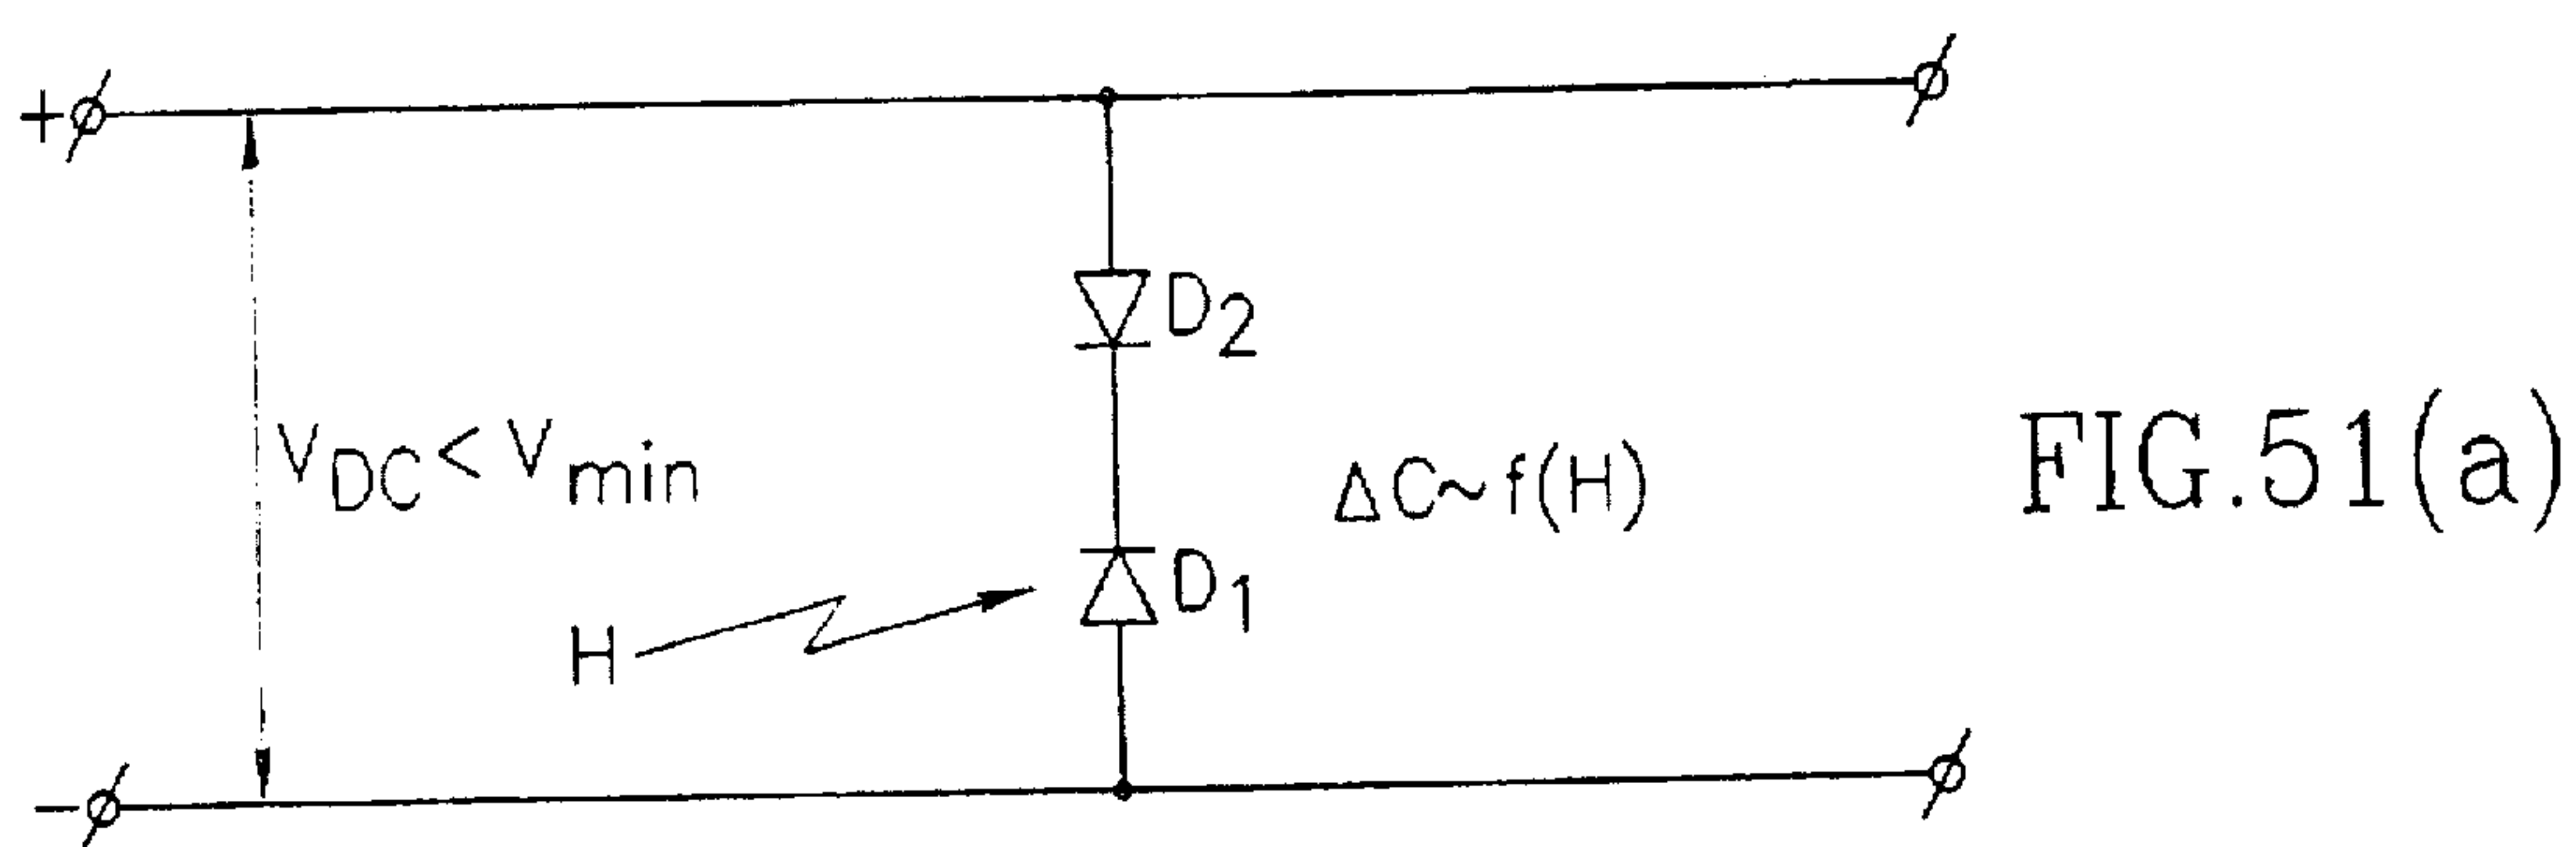 +
D2
VDC < Vmin
ΔC~f(H)
FIG.51(a)
D1
H
−